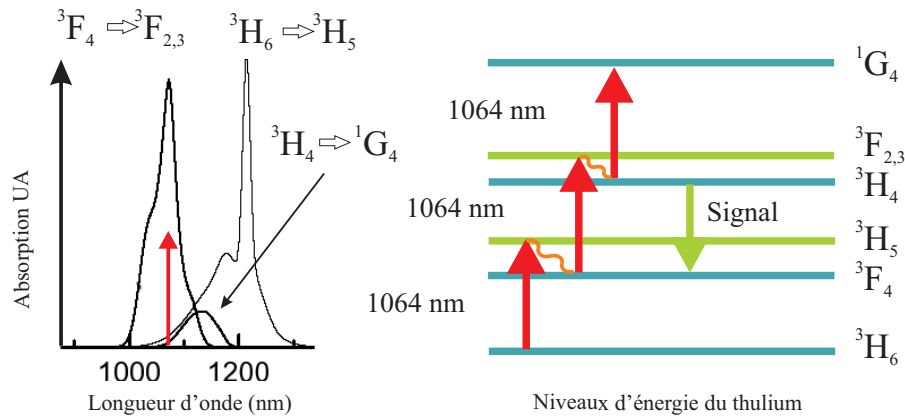 ³F₄ ⇨ ³F₂,₃
³H₆ ⇨ ³H₅
³H₄ ⇨ ¹G₄
Absorption UA
1000
1200
Longueur d'onde (nm)
¹G₄
1064 nm
³F₂,₃
³H₄
1064 nm
Signal
³H₅
³F₄
1064 nm
³H₆
Niveaux d'énergie du thulium